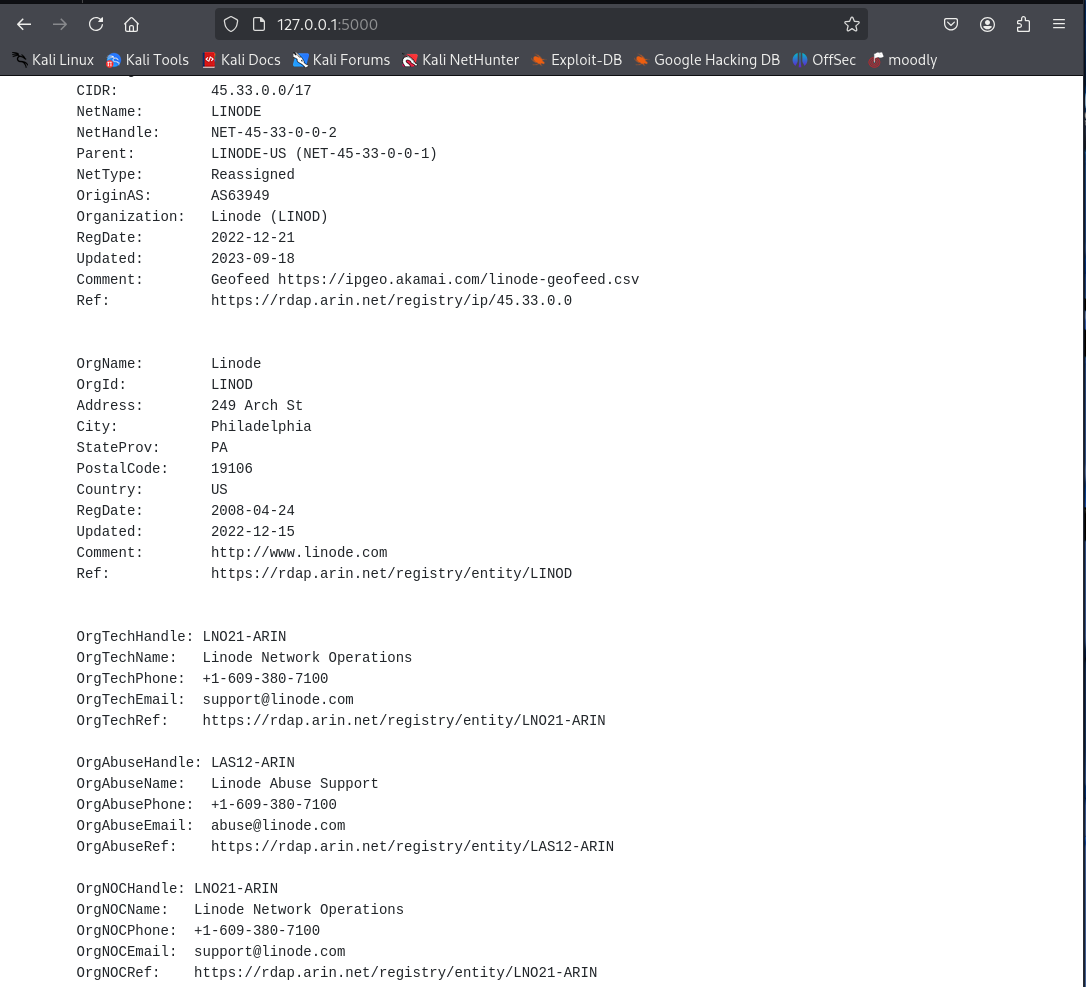 127.0.0.1:5000
Kali Linux Kali Tools Kali Docs Kali Forums Kali NetHunter Exploit-DB Google Hacking DB OffSec moodly
CIDR: 45.33.0.0/17
NetName: LINODE
NetHandle: NET-45-33-0-0-2
Parent: LINODE-US (NET-45-33-0-0-1)
NetType: Reassigned
OriginAS: AS63949
Organization: Linode (LINOD)
RegDate: 2022-12-21
Updated: 2023-09-18
Comment: Geofeed https://ipgeo.akamai.com/linode-geofeed.csv
Ref: https://rdap.arin.net/registry/ip/45.33.0.0
OrgName: Linode
OrgId: LINOD
Address: 249 Arch St
City: Philadelphia
StateProv: PA
PostalCode: 19106
Country: US
RegDate: 2008-04-24
Updated: 2022-12-15
Comment: http://www.linode.com
Ref: https://rdap.arin.net/registry/entity/LINOD
OrgTechHandle: LNO21-ARIN
OrgTechName: Linode Network Operations
OrgTechPhone: +1-609-380-7100
OrgTechEmail: support@linode.com
OrgTechRef: https://rdap.arin.net/registry/entity/LNO21-ARIN
OrgAbuseHandle: LAS12-ARIN
OrgAbuseName: Linode Abuse Support
OrgAbusePhone: +1-609-380-7100
OrgAbuseEmail: abuse@linode.com
OrgAbuseRef: https://rdap.arin.net/registry/entity/LAS12-ARIN
OrgNOCHandle: LNO21-ARIN
OrgNOCName: Linode Network Operations
OrgNOCPhone: +1-609-380-7100
OrgNOCEmail: support@linode.com
OrgNOCRef: https://rdap.arin.net/registry/entity/LNO21-ARIN